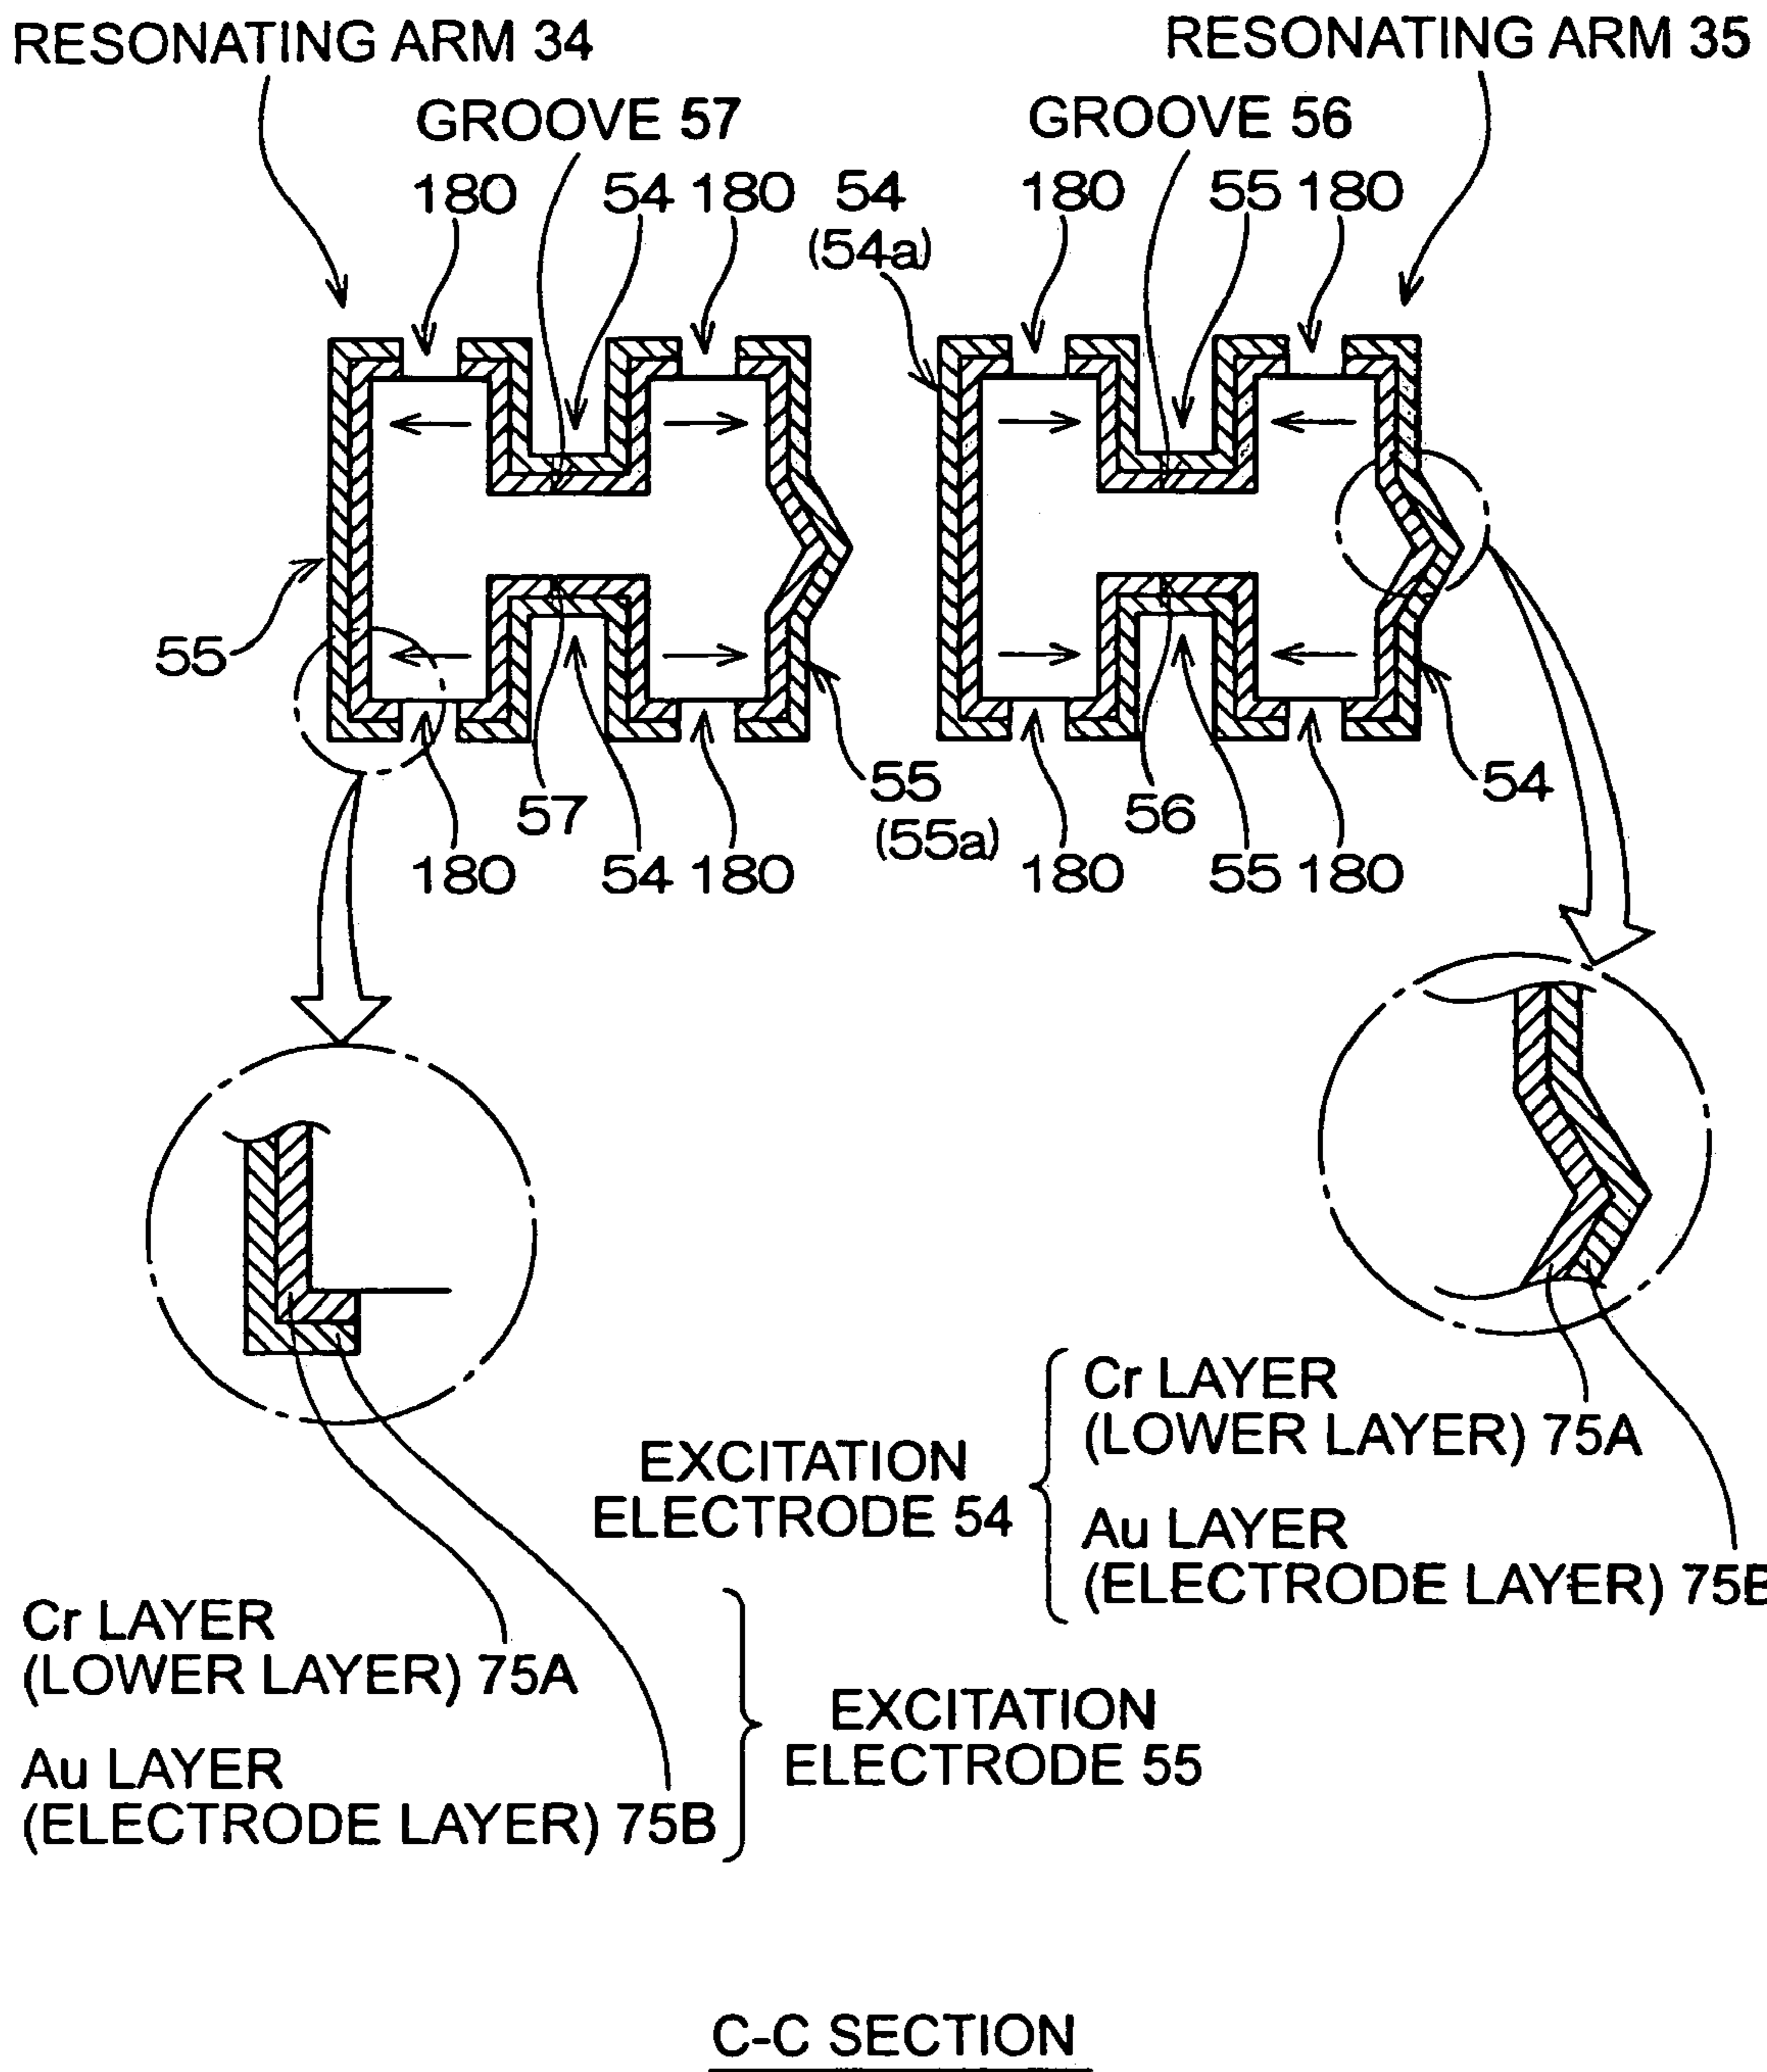 RESONATING ARM 34
RESONATING ARM 35
GROOVE 57
GROOVE 56
180 54 180 54 180 55 180
(54a)
55
55
(55a)
54
57
56
180 54 180 180 55 180
Cr LAYER
(LOWER LAYER) 75A
EXCITATION
ELECTRODE 54
Au LAYER
(ELECTRODE LAYER) 75B
Cr LAYER
(LOWER LAYER) 75A
Au LAYER
(ELECTRODE LAYER) 75B
EXCITATION
ELECTRODE 55
C-C SECTION